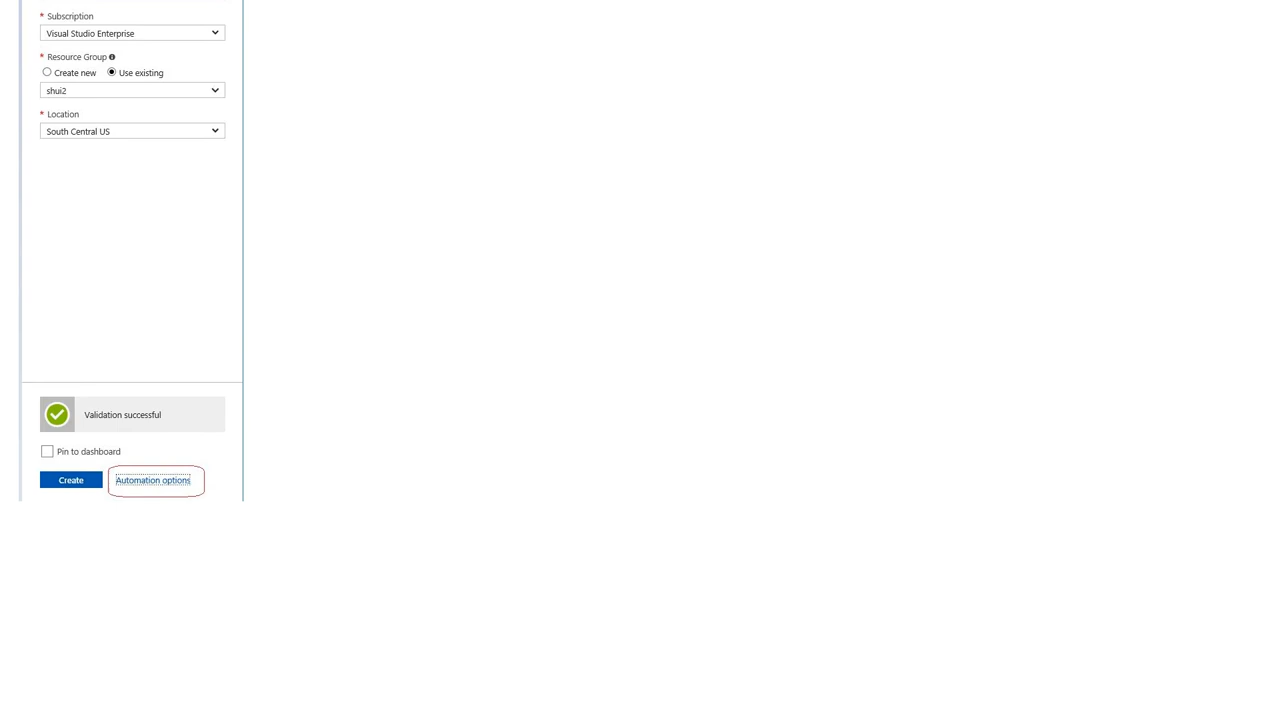 * Subscription
Visual Studio Enterprise
* Resource Group
Create new Use existing
shui2
* Location
South Central US
Validation successful
Pin to dashboard
Create Automation options